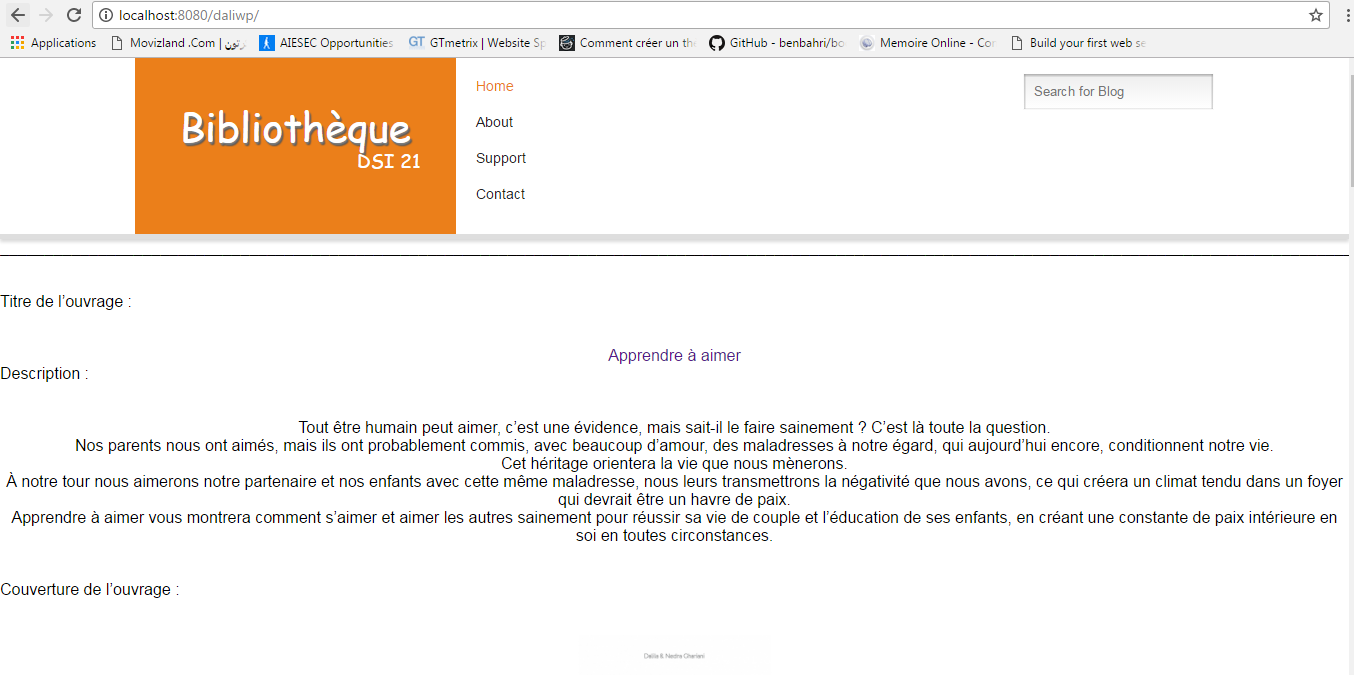 localhost:8080/daliwp/
Applications
Movizland .Com |
AIESEC Opportunities
GTmetrix | Website Sp
Comment créer un the
GitHub - benbahri/bo
Memoire Online - Cor
Build your first web se
Bibliothèque
DSI 21
Home
About
Support
Contact
Search for Blog
Titre de l’ouvrage :
Apprendre à aimer
Description :
Tout être humain peut aimer, c’est une évidence, mais sait-il le faire sainement ? C’est là toute la question.
Nos parents nous ont aimés, mais ils ont probablement commis, avec beaucoup d’amour, des maladresses à notre égard, qui aujourd’hui encore, conditionnent notre vie.
Cet héritage orientera la vie que nous mènerons.
À notre tour nous aimerons notre partenaire et nos enfants avec cette même maladresse, nous leurs transmettrons la négativité que nous avons, ce qui créera un climat tendu dans un foyer
qui devrait être un havre de paix.
Apprendre à aimer vous montrera comment s’aimer et aimer les autres sainement pour réussir sa vie de couple et l’éducation de ses enfants, en créant une constante de paix intérieure en
soi en toutes circonstances.
Couverture de l’ouvrage :